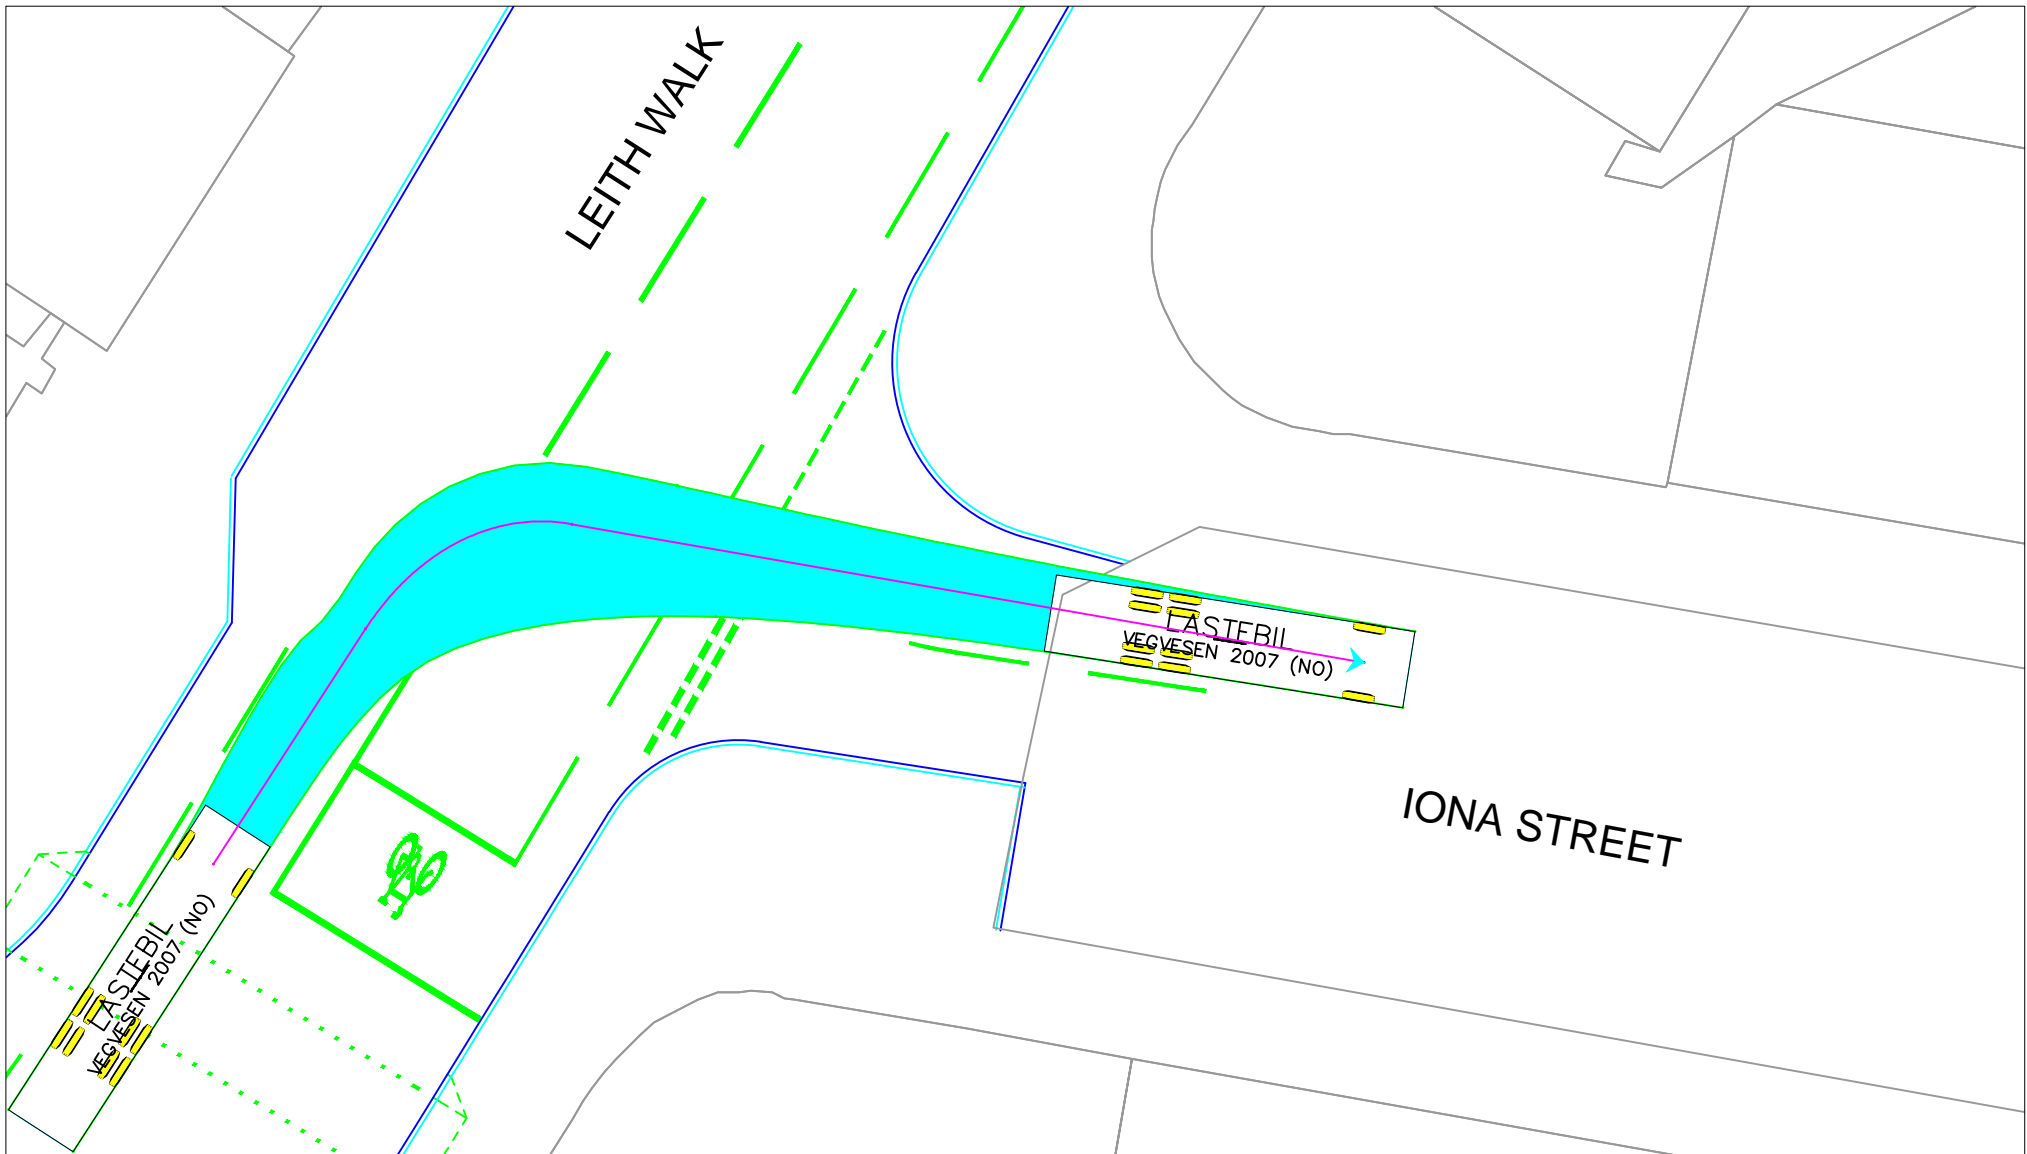 LEITH WALK
LASTEBIL
VEGVESEN 2007 (NO)
IONA STREET
LASTEBIL
VEGVESEN 2007 (NO)